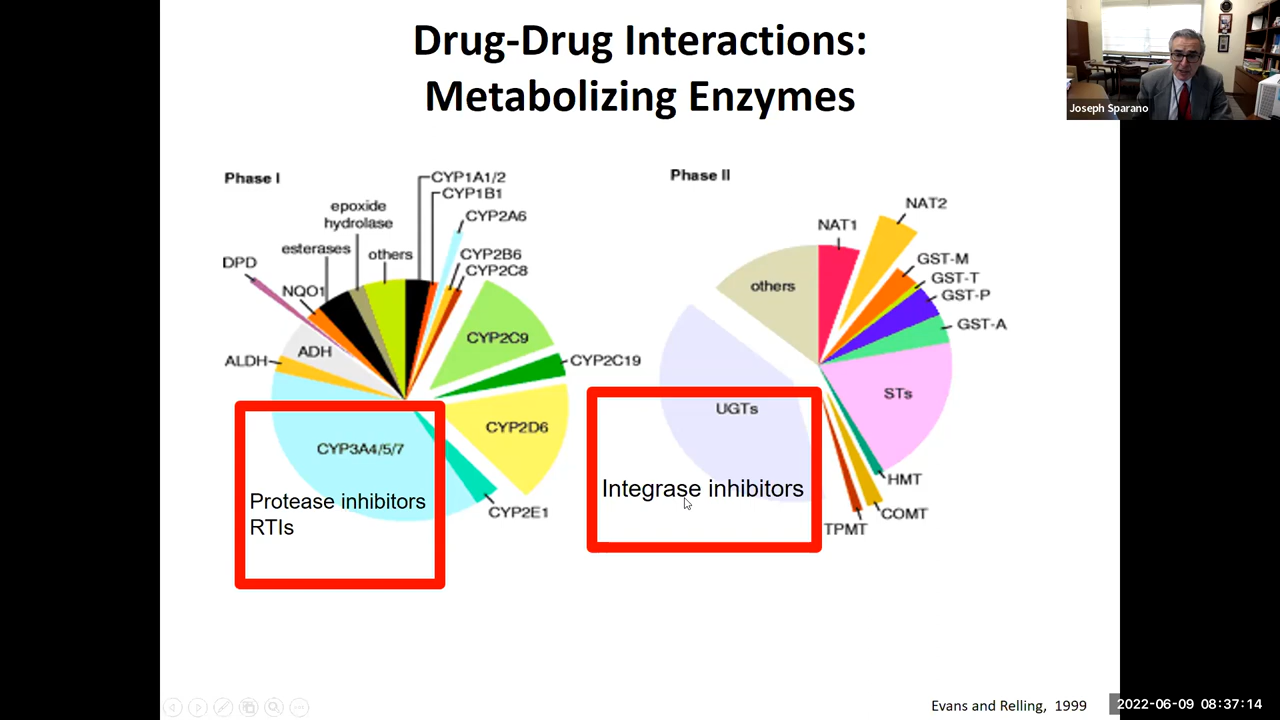 Drug-Drug Interactions:
Metabolizing Enzymes
Joseph Sparano
Phase I
CYP1A1/2
CYP1B1
epoxide
hydrolase
CYP2A6
esterases
others
CYP2B6
DPD
CYP2C8
NQO1
CYP2C9
ADH
ALDH
CYP2C19
CYP2D6
CYP3A4/5/7
Protease inhibitors
RTIs
CYP2E1
Phase II
NAT2
NAT1
GST-M
GST-T
others
GST-P
GST-A
STs
UGTs
Integrase inhibitors
HMT
COMT
TPMT
Evans and Relling, 1999
2022-06-09 08:37:14